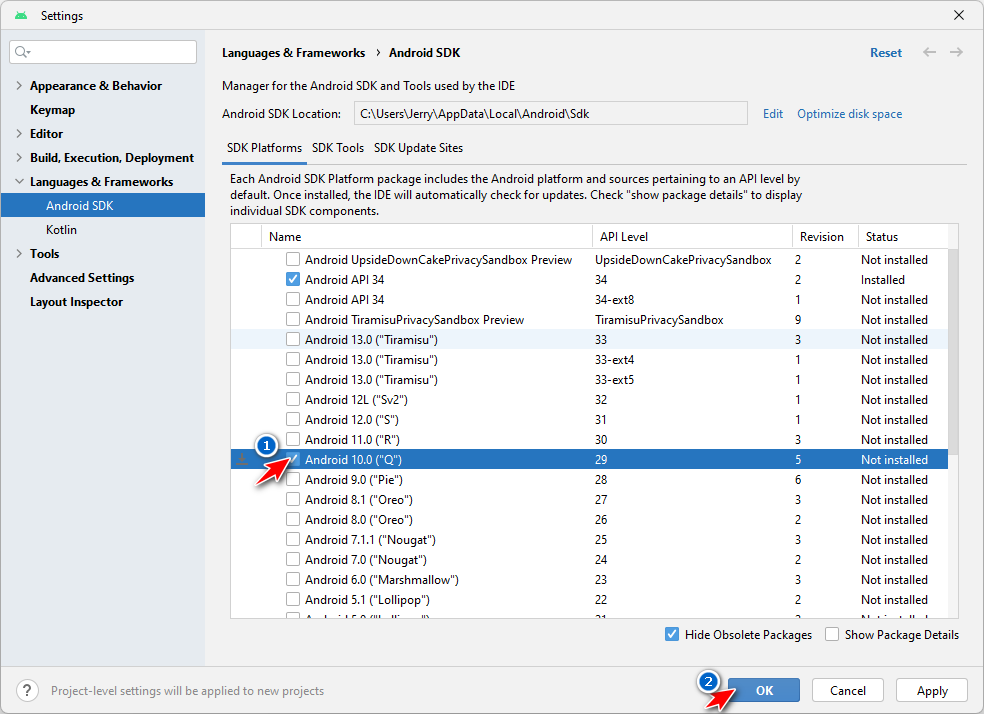 Settings
Languages & Frameworks › Android SDK
Reset
Appearance & Behavior
Keymap
Editor
Build, Execution, Deployment
Languages & Frameworks
Android SDK
Kotlin
Tools
Advanced Settings
Layout Inspector
Manager for the Android SDK and Tools used by the IDE
Android SDK Location: C:\Users\Jerry\AppData\Local\Android\Sdk Edit Optimize disk space
SDK Platforms SDK Tools SDK Update Sites
Each Android SDK Platform package includes the Android platform and sources pertaining to an API level by
default. Once installed, the IDE will automatically check for updates. Check "show package details" to display
individual SDK components.
Name API Level Revision Status
Android UpsideDownCakePrivacySandbox Preview UpsideDownCakePrivacySandbox 2 Not installed
Android API 34 34 2 Installed
Android API 34 34-ext8 1 Not installed
Android TiramisuPrivacySandbox Preview TiramisuPrivacySandbox 9 Not installed
Android 13.0 ("Tiramisu") 33 3 Not installed
Android 13.0 ("Tiramisu") 33-ext4 1 Not installed
Android 13.0 ("Tiramisu") 33-ext5 1 Not installed
Android 12L ("Sv2") 32 1 Not installed
Android 12.0 ("S") 31 1 Not installed
Android 11.0 ("R") 30 3 Not installed
1
Android 10.0 ("Q") 29 5 Not installed
Android 9.0 ("Pie") 28 6 Not installed
Android 8.1 ("Oreo") 27 3 Not installed
Android 8.0 ("Oreo") 26 2 Not installed
Android 7.1.1 ("Nougat") 25 3 Not installed
Android 7.0 ("Nougat") 24 2 Not installed
Android 6.0 ("Marshmallow") 23 3 Not installed
Android 5.1 ("Lollipop") 22 2 Not installed
Hide Obsolete Packages Show Package Details
? Project-level settings will be applied to new projects
2
OK Cancel Apply